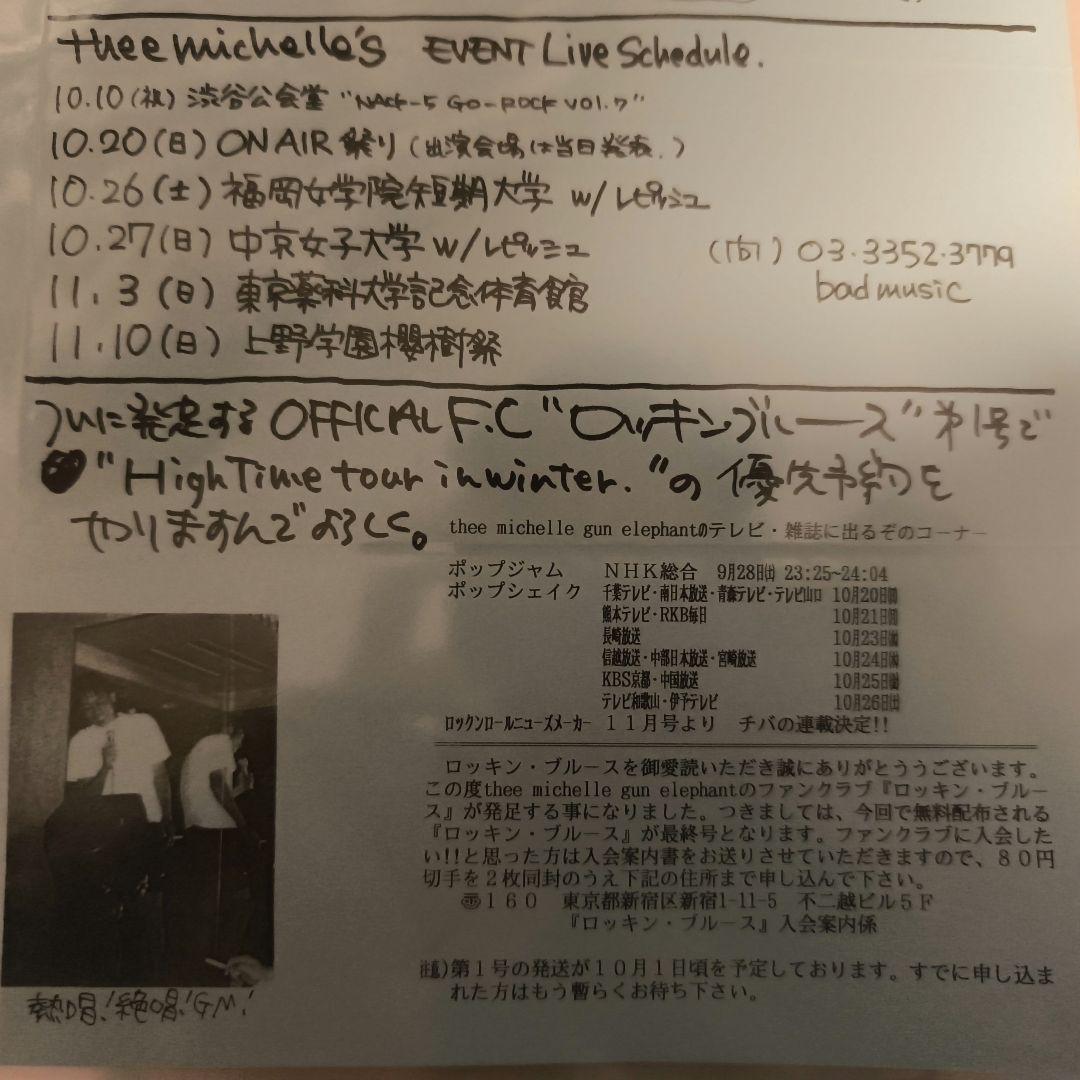 thee michelle's EVENT Live Schedule.
10.10(祝) 渋谷公会堂 "NACK-5 GO-ROCK VOL.7"
10.20(日) ON AIR 祭り (出演会場は当日発表.)
10.26(土) 福岡女学院短期大学 w/レピッシュ
10.27(日) 中京女子大学 w/レピッシュ
(問) 03.3352.3779
bad music
11.3(日) 東京薬科大学記念体育館
11.10(日) 上野学園櫻樹祭
ついに発足する OFFICIAL F.C "ロッキンブルース" 第1号で
"High Time tour in winter." の優先予約を
やりますんでよろしく。
thee michelle gun elephantのテレビ・雑誌に出るぞのコーナー
ポップジャム NHK総合 9月28日㈯ 23:25~24:04
ポップシェイク 千葉テレビ・南日本放送・青森テレビ・テレビ山口 10月20日㈰
熊本テレビ・RKB毎日 10月21日㈪
長崎放送 10月23日㈬
信越放送・中部日本放送・宮崎放送 10月24日㈭
KBS京都・中国放送 10月25日㈮
テレビ和歌山・伊予テレビ 10月26日㈯
ロックンロールニューズメーカー 11月号より チバの連載決定!!
ロッキン・ブルースを御愛読いただき誠にありがとううございます。
この度thee michelle gun elephantのファンクラブ『ロッキン・ブルー
ス』が発足する事になりました。つきましては、今回で無料配布される
『ロッキン・ブルース』が最終号となります。ファンクラブに入会した
い!!と思った方は入会案内書をお送りさせていただきますので、80円
切手を2枚同封のうえ下記の住所まで申し込んで下さい。
〠160 東京都新宿区新宿1-11-5 不二越ビル5F
『ロッキン・ブルース』入会案内係
注意)第1号の発送が10月1日頃を予定しております。すでに申し込ま
れた方はもう暫らくお待ち下さい。
熱唱!絶唱!GM!